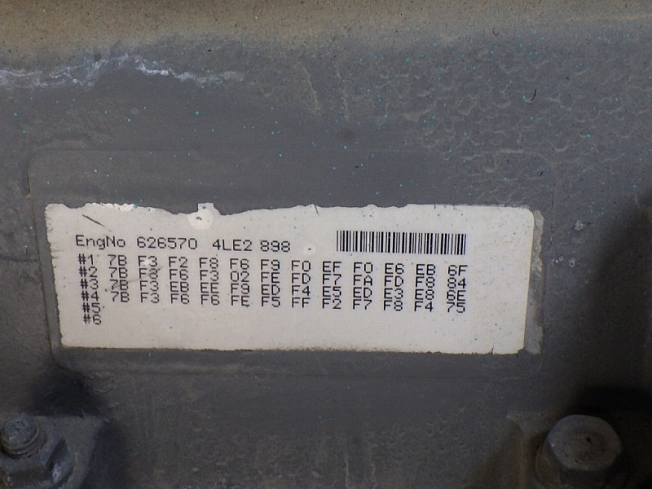 EngNo 626570 4LE2 898
#1 7B F3 F2 F8 F6 F9 F0 EF F0 E6 EB 6F
#2 7B F8 F6 F3 02 FE FD F7 FA FD F8 84
#3 7B F3 EB EE F9 ED F4 E5 ED E3 E8 6E
#4 7B F3 F6 F6 FE F5 FF F2 F7 F8 F4 75
#5
#6